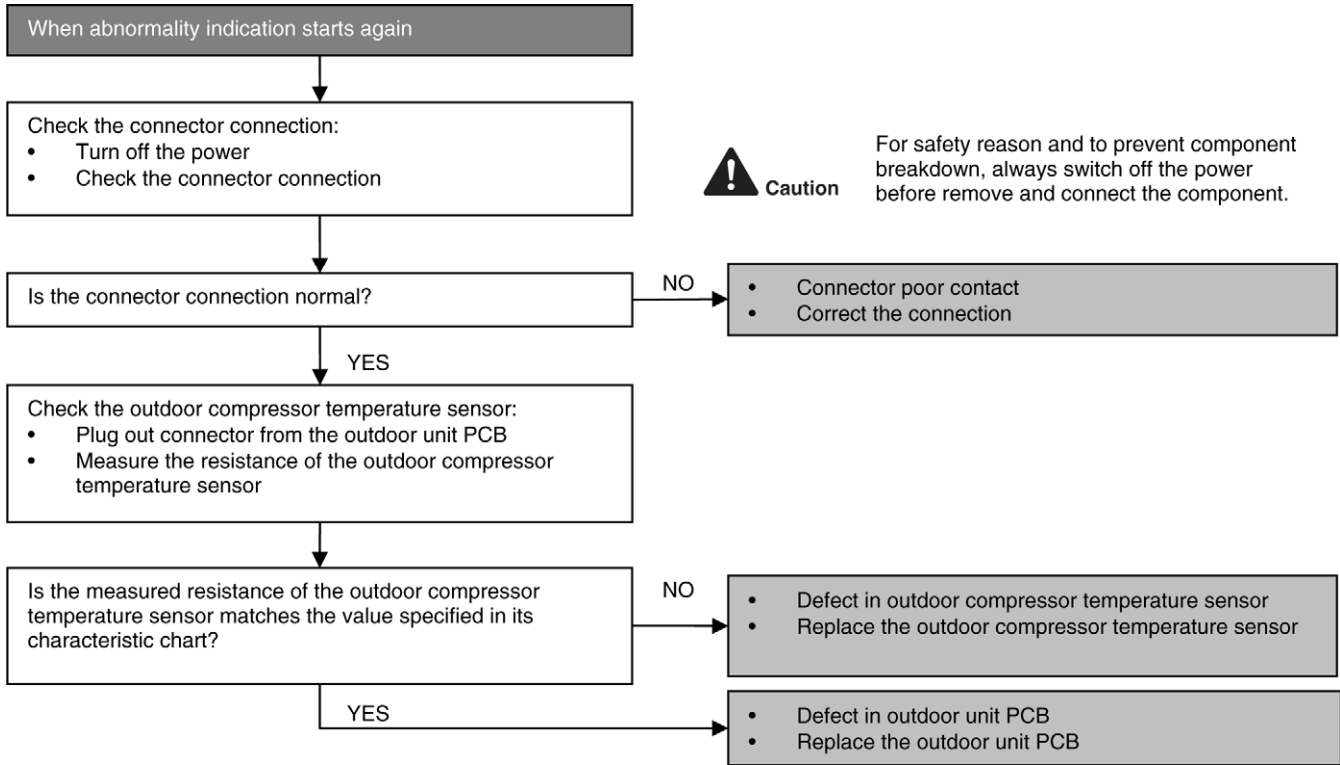 When abnormality indication starts again
Check the connector connection:
• Turn off the power
• Check the connector connection
Caution
For safety reason and to prevent component
breakdown, always switch off the power
before remove and connect the component.
Is the connector connection normal?
NO
• Connector poor contact
• Correct the connection
YES
Check the outdoor compressor temperature sensor:
• Plug out connector from the outdoor unit PCB
• Measure the resistance of the outdoor compressor
temperature sensor
Is the measured resistance of the outdoor compressor
temperature sensor matches the value specified in its
characteristic chart?
NO
• Defect in outdoor compressor temperature sensor
• Replace the outdoor compressor temperature sensor
YES
• Defect in outdoor unit PCB
• Replace the outdoor unit PCB